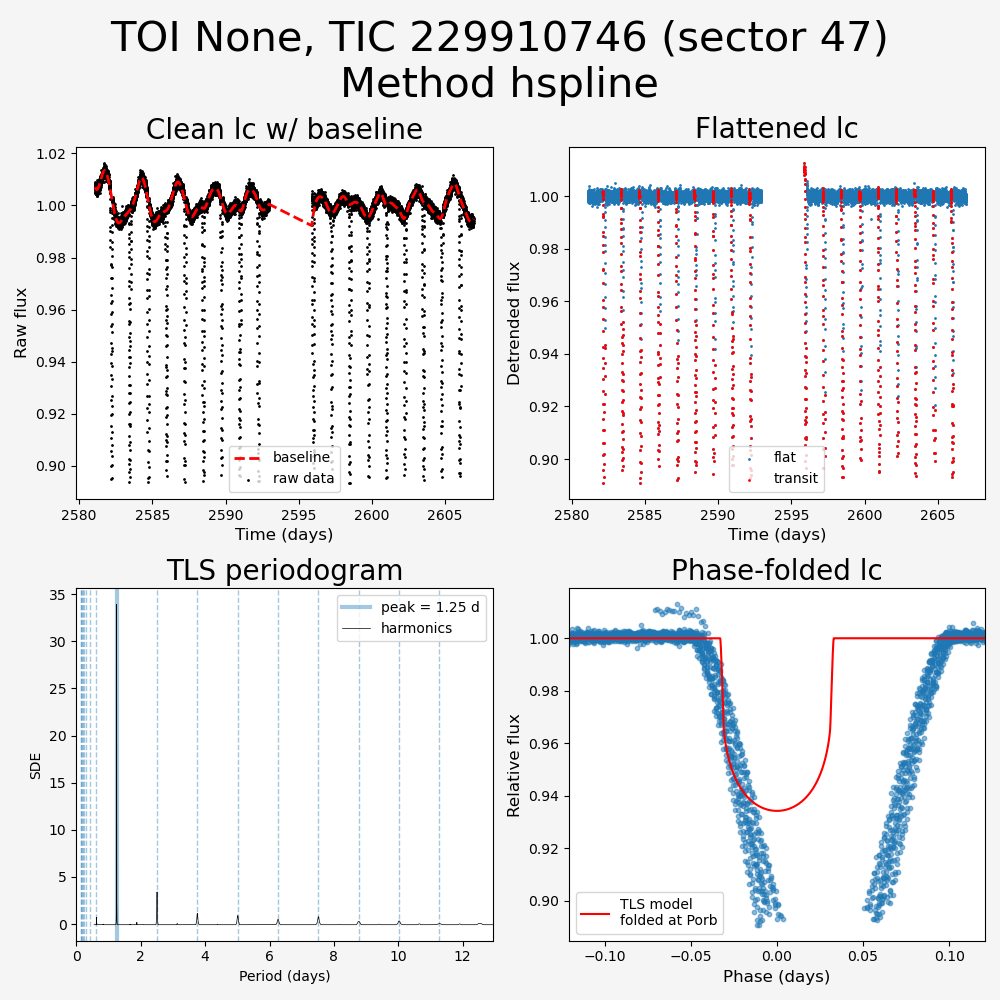 TOI None, TIC 229910746 (sector 47)
Method hspline
Clean lc w/ baseline
Raw flux
1.02
1.00
0.98
0.96
0.94
0.92
0.90
baseline
raw data
2580
2585
2590
2595
2600
2605
Time (days)
Flattened lc
Detrended flux
1.00
0.98
0.96
0.94
0.92
0.90
flat
transit
2580
2585
2590
2595
2600
2605
Time (days)
TLS periodogram
SDE
35
30
25
20
15
10
5
0
peak = 1.25 d
harmonics
0
2
4
6
8
10
12
Period (days)
Phase-folded lc
Relative flux
1.00
0.98
0.96
0.94
0.92
0.90
TLS model
folded at Porb
−0.10
−0.05
0.00
0.05
0.10
Phase (days)